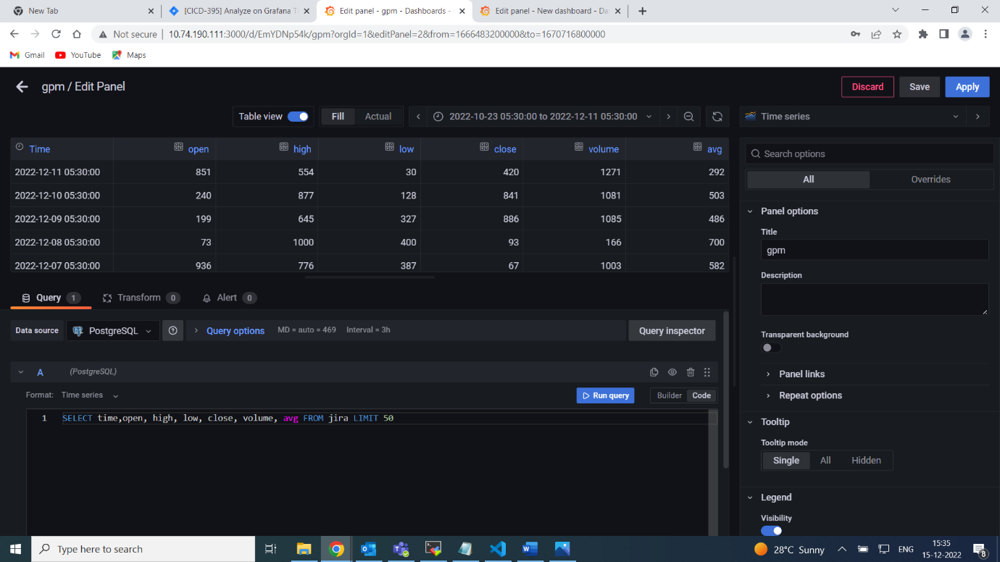 New Tab
[CICD-395] Analyze on Grafana T
Edit panel - gpm - Dashboards -
Edit panel - New dashboard - Da
Not secure
10.74.190.111:3000/d/EmYDNp54k/gpm?orgId=1&editPanel=2&from=1666483200000&to=1670716800000
Gmail YouTube Maps
gpm / Edit Panel
Discard Save Apply
Table view Fill Actual 2022-10-23 05:30:00 to 2022-12-11 05:30:00 Time series
Time open high low close volume avg
2022-12-11 05:30:00 851 554 30 420 1271 292
2022-12-10 05:30:00 240 877 128 841 1081 503
2022-12-09 05:30:00 199 645 327 886 1085 486
2022-12-08 05:30:00 73 1000 400 93 166 700
2022-12-07 05:30:00 936 776 387 67 1003 582
Query 1 Transform 0 Alert 0
Data source PostgreSQL Query options MD = auto = 469 Interval = 3h Query inspector
A (PostgreSQL)
Format: Time series Run query Builder Code
1 SELECT time,open, high, low, close, volume, avg FROM jira LIMIT 50
Search options
All Overrides
Panel options
Title
gpm
Description
Transparent background
Panel links
Repeat options
Tooltip
Tooltip mode
Single All Hidden
Legend
Visibility
Type here to search
28°C Sunny
ENG
15:35
15-12-2022
8